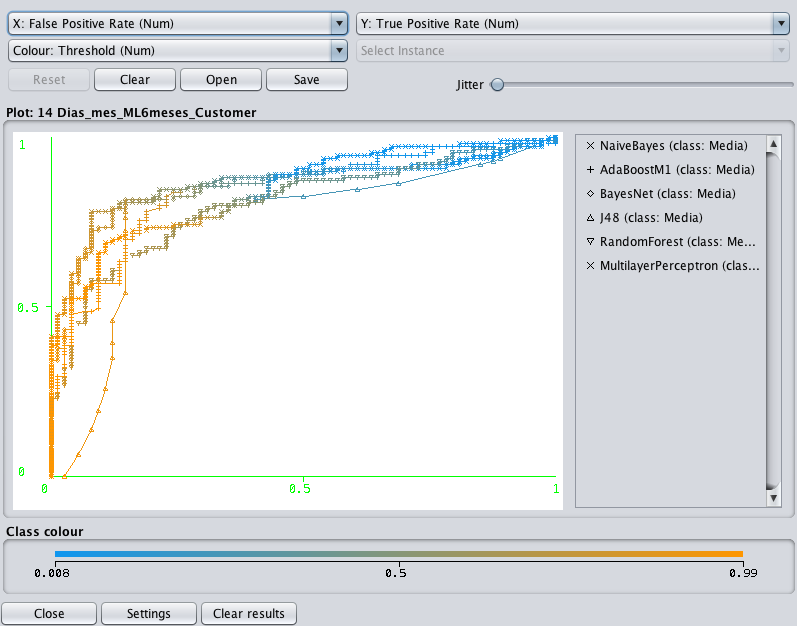 X: False Positive Rate (Num)
Y: True Positive Rate (Num)
Colour: Threshold (Num)
Select Instance
Reset
Clear
Open
Save
Jitter
Plot: 14 Dias_mes_ML6meses_Customer
1
0.5
0
0
0.5
1
NaiveBayes (class: Media)
AdaBoostM1 (class: Media)
BayesNet (class: Media)
J48 (class: Media)
RandomForest (class: Me...
MultilayerPerceptron (clas...
Class colour
0.008
0.5
0.99
Close
Settings
Clear results